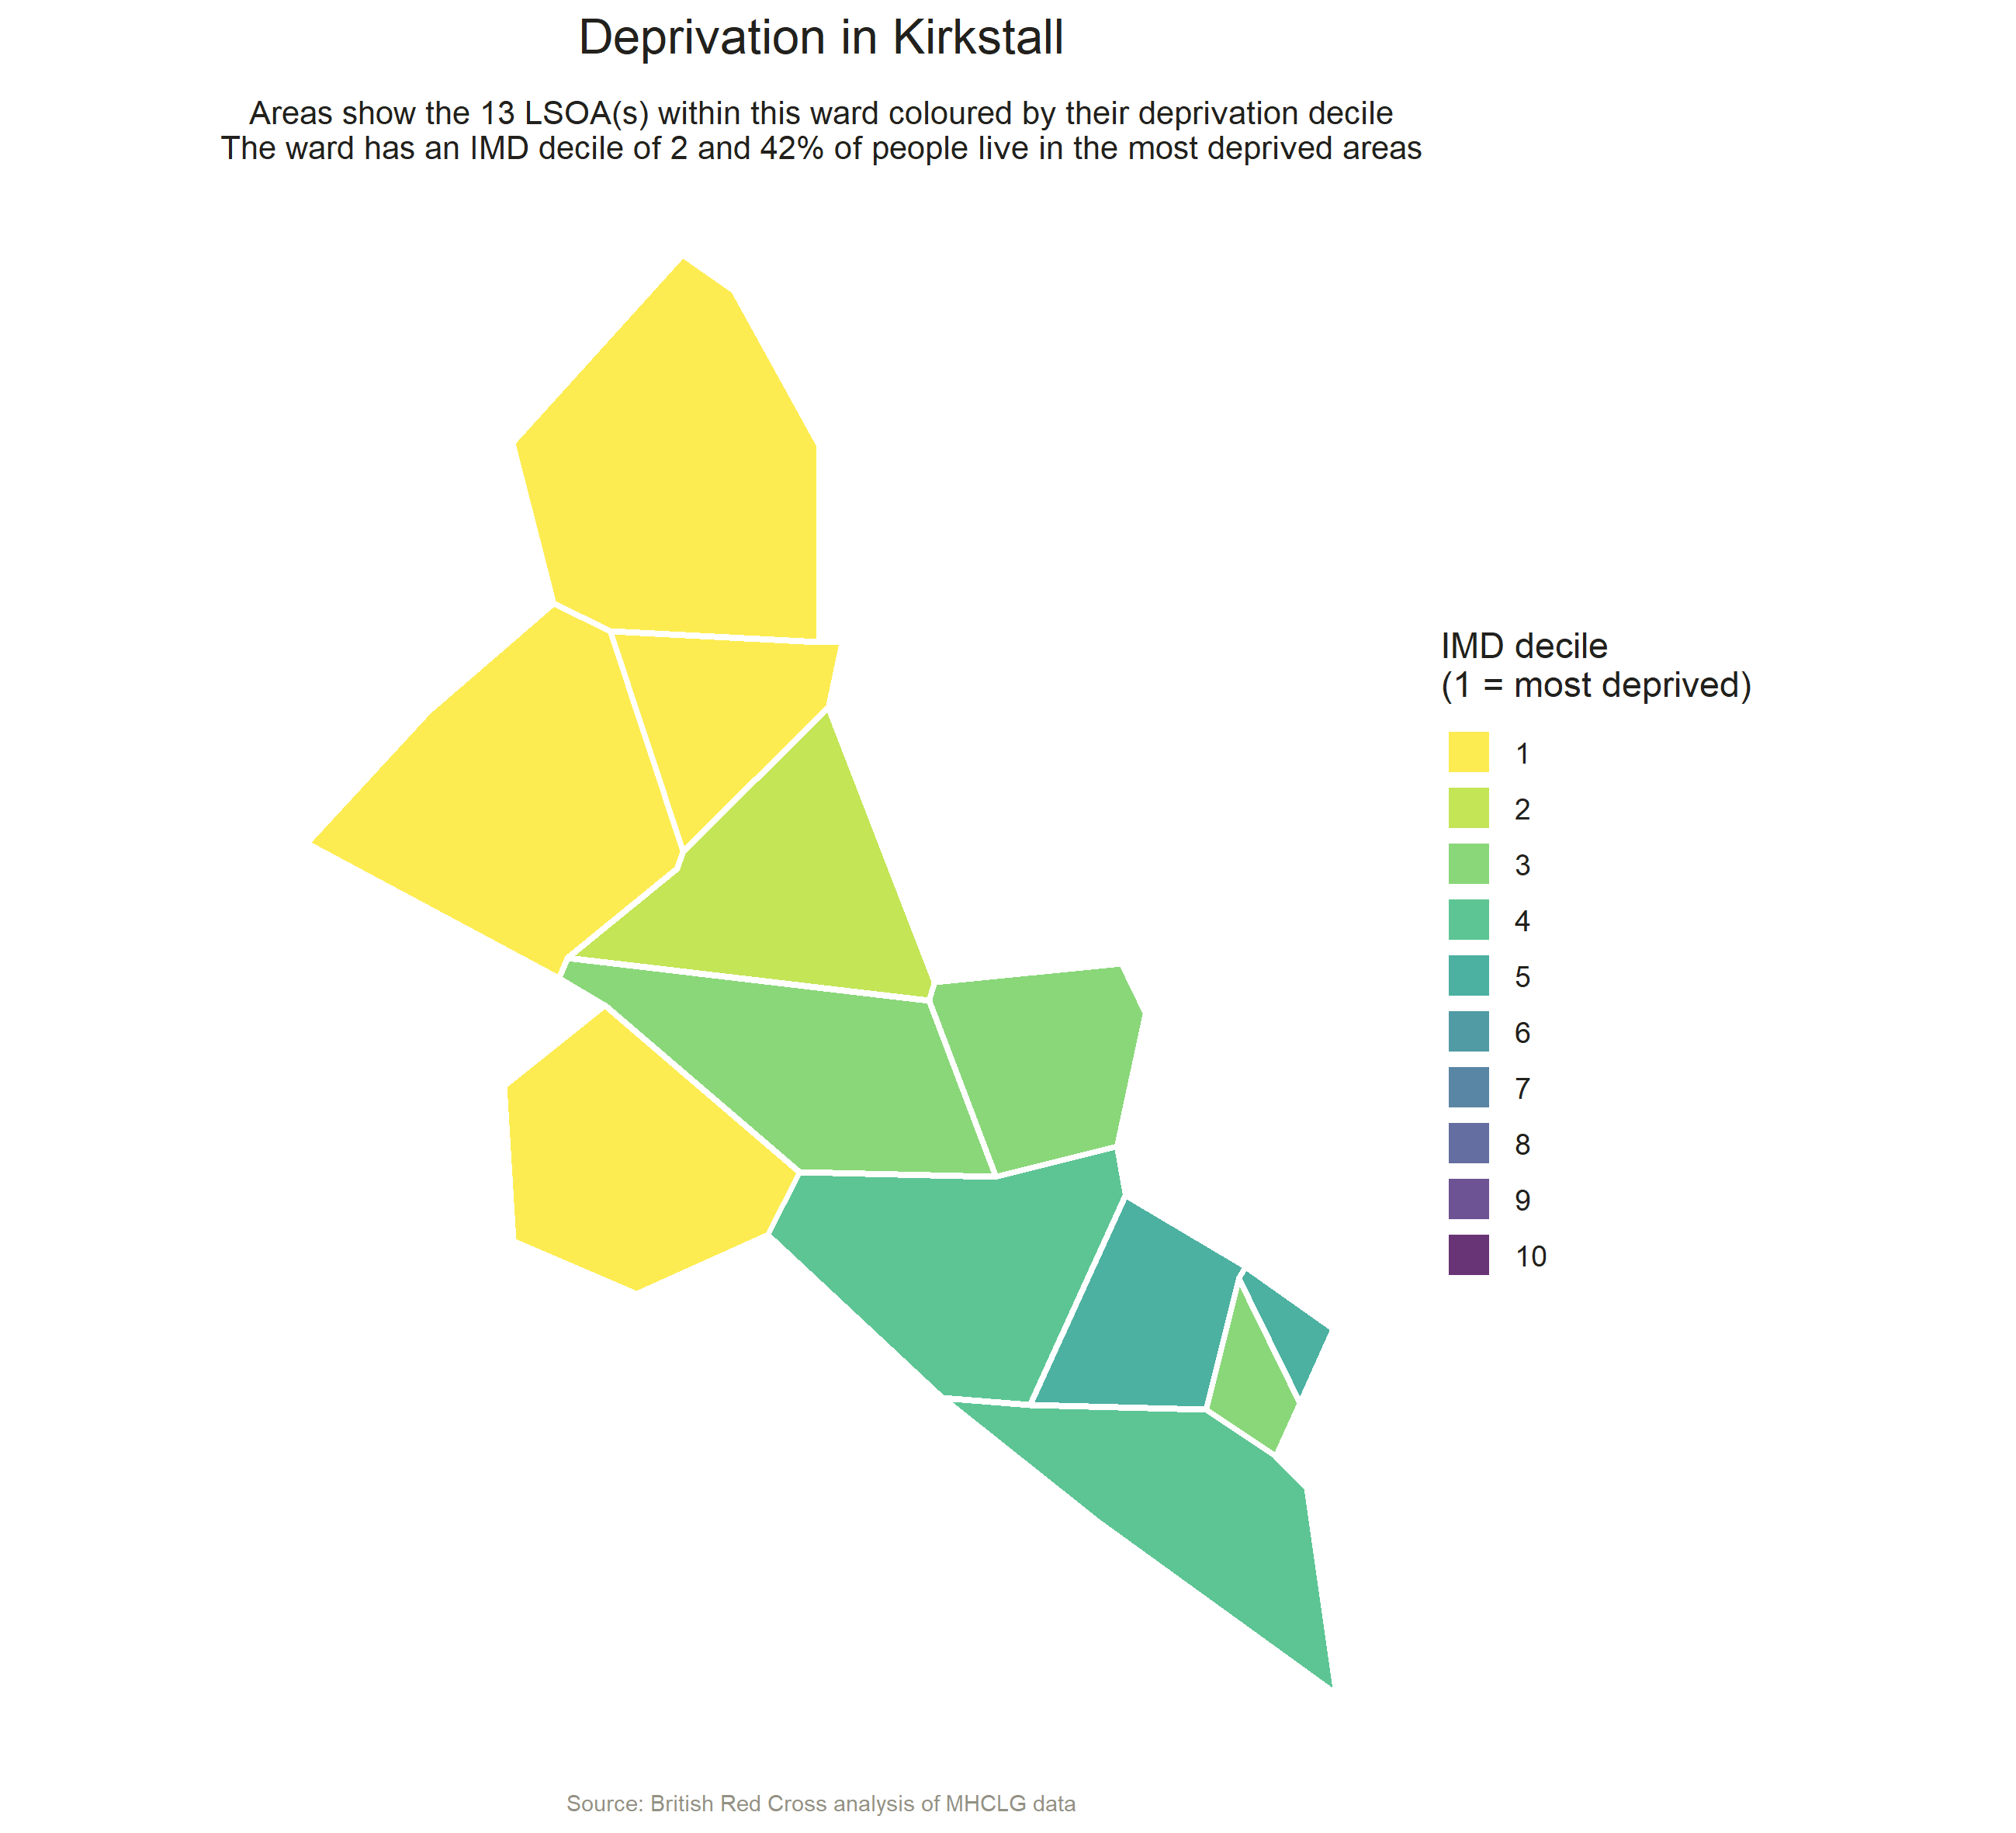 Deprivation in Kirkstall
Areas show the 13 LSOA(s) within this ward coloured by their deprivation decile
The ward has an IMD decile of 2 and 42% of people live in the most deprived areas
IMD decile
(1 = most deprived)
1
2
3
4
5
6
7
8
9
10
Source: British Red Cross analysis of MHCLG data